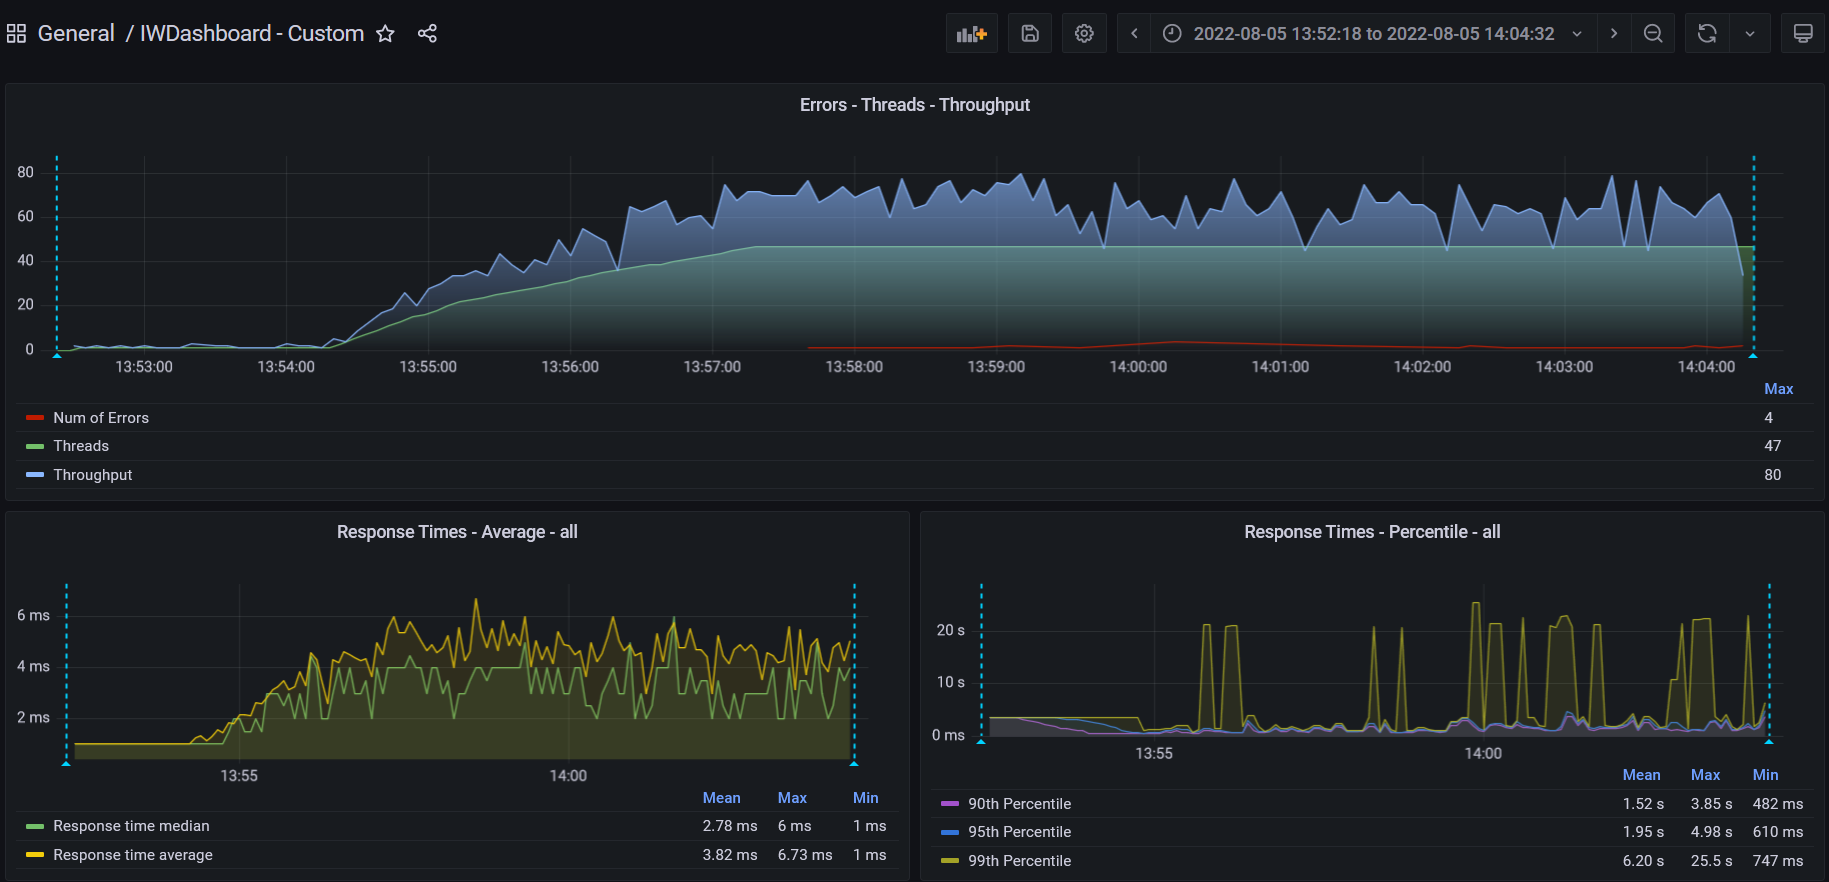 General / IWDashboard - Custom
2022-08-05 13:52:18 to 2022-08-05 14:04:32
Errors - Threads - Throughput
80
60
40
20
0
13:53:00 13:54:00 13:55:00 13:56:00 13:57:00 13:58:00 13:59:00 14:00:00 14:01:00 14:02:00 14:03:00 14:04:00
Max
Num of Errors 4
Threads 47
Throughput 80
Response Times - Average - all
6 ms
4 ms
2 ms
13:55 14:00
Mean Max Min
Response time median 2.78 ms 6 ms 1 ms
Response time average 3.82 ms 6.73 ms 1 ms
Response Times - Percentile - all
20 s
10 s
0 ms
13:55 14:00
Mean Max Min
90th Percentile 1.52 s 3.85 s 482 ms
95th Percentile 1.95 s 4.98 s 610 ms
99th Percentile 6.20 s 25.5 s 747 ms